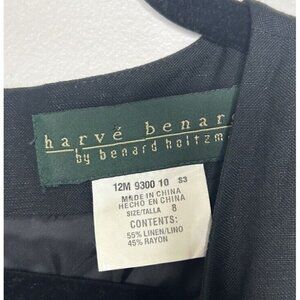 harvé benar
by benard holtzm
12M 9300 10 S3
MADE IN CHINA
HECHO EN CHINA
SIZE/TALLA 8
CONTENTS:
55% LINEN/LINO
45% RAYON